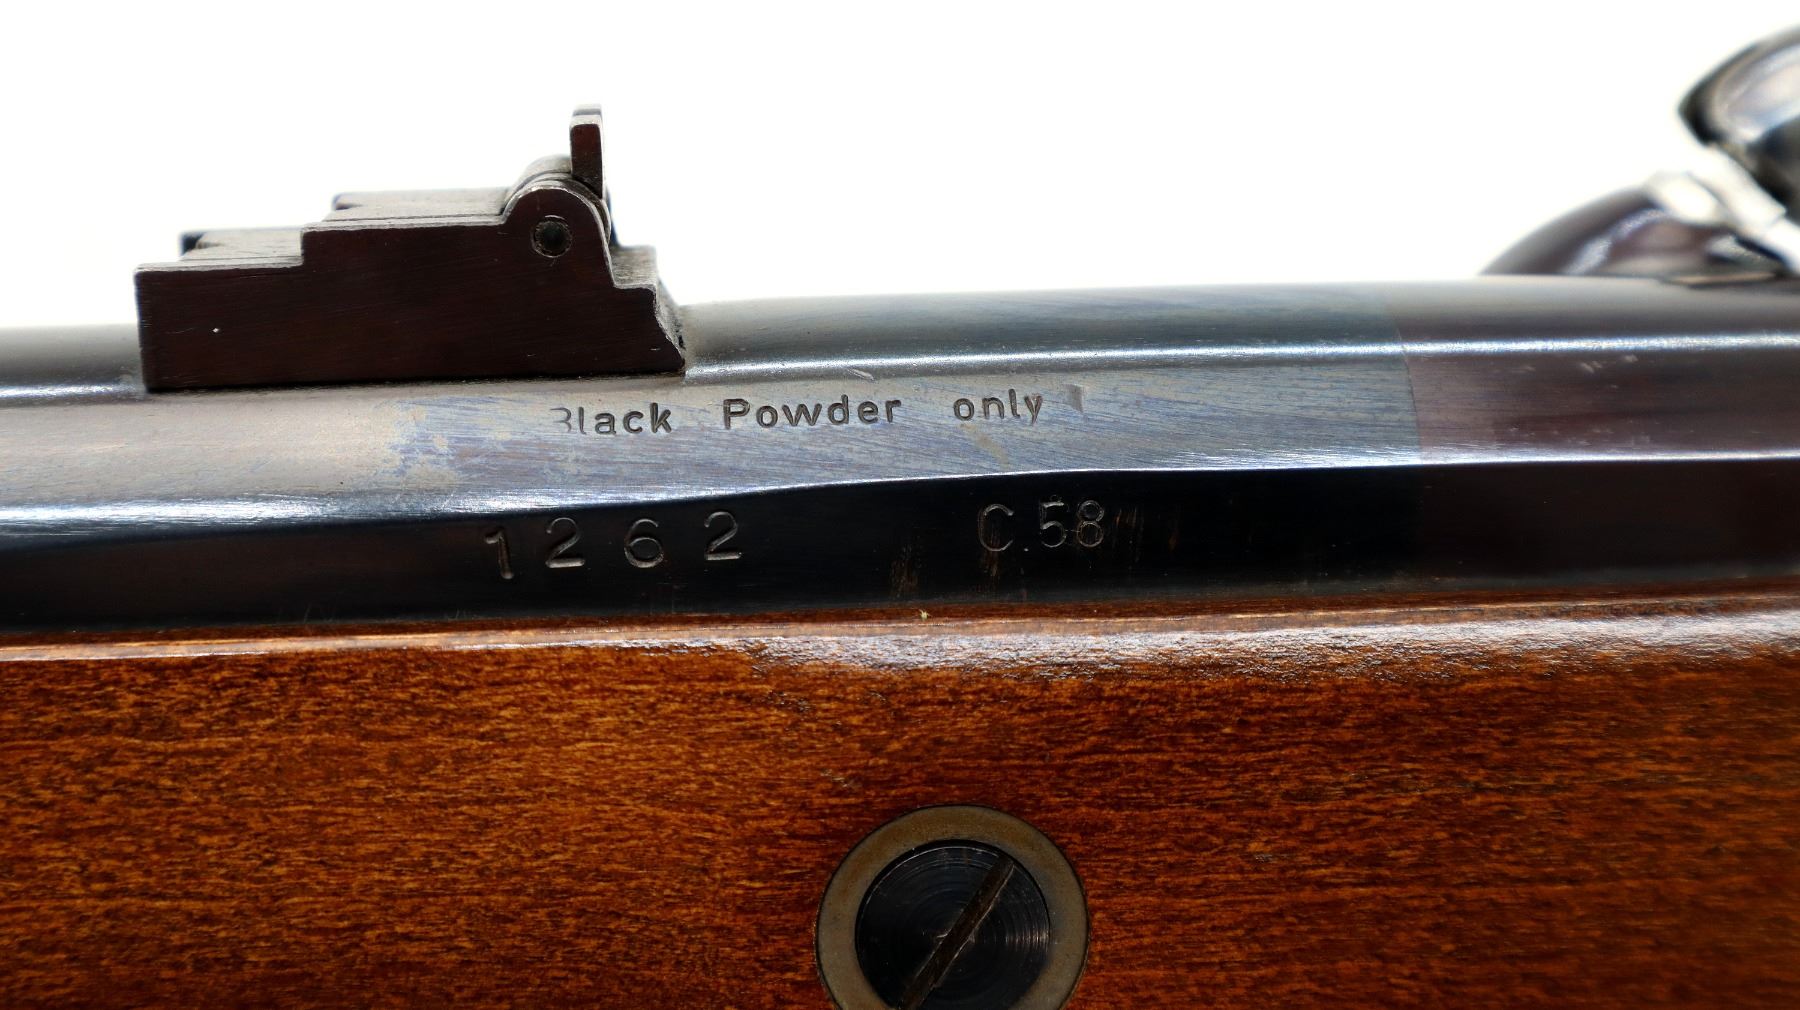 Black Powder only
1262 C.58